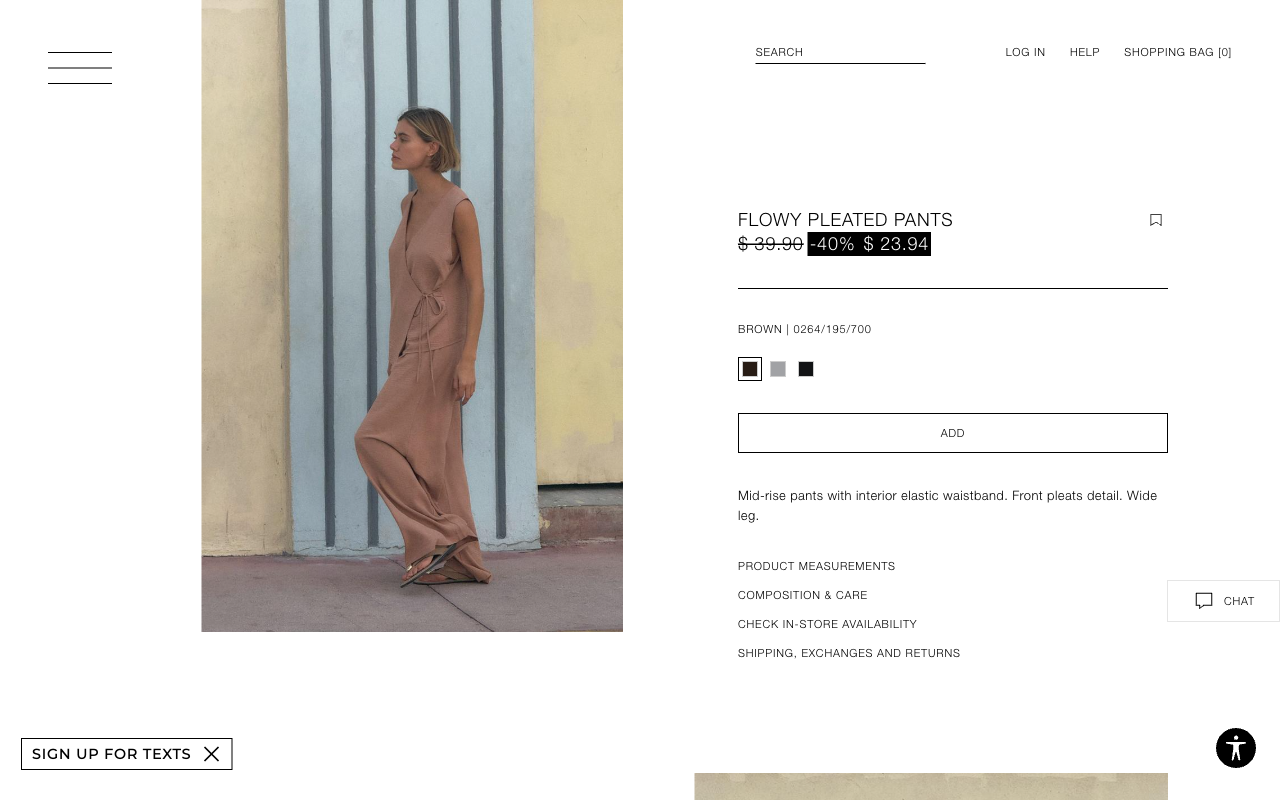 SEARCH
LOG IN
HELP
SHOPPING BAG [0]
FLOWY PLEATED PANTS
$ 39.90 -40% $ 23.94
BROWN | 0264/195/700
ADD
Mid-rise pants with interior elastic waistband. Front pleats detail. Wide
leg.
PRODUCT MEASUREMENTS
COMPOSITION & CARE
CHECK IN-STORE AVAILABILITY
SHIPPING, EXCHANGES AND RETURNS
CHAT
SIGN UP FOR TEXTS